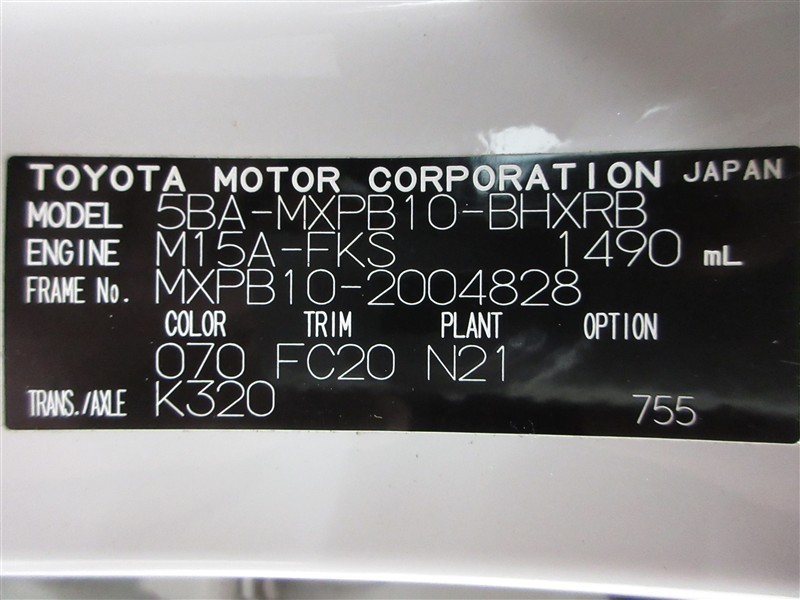 TOYOTA MOTOR CORPORATION JAPAN
MODEL 5BA-MXPB10-BHXRB
ENGINE M15A-FKS 1490 mL
FRAME No. MXPB10-2004828
COLOR TRIM PLANT OPTION
070 FC20 N21
TRANS./AXLE K320 755